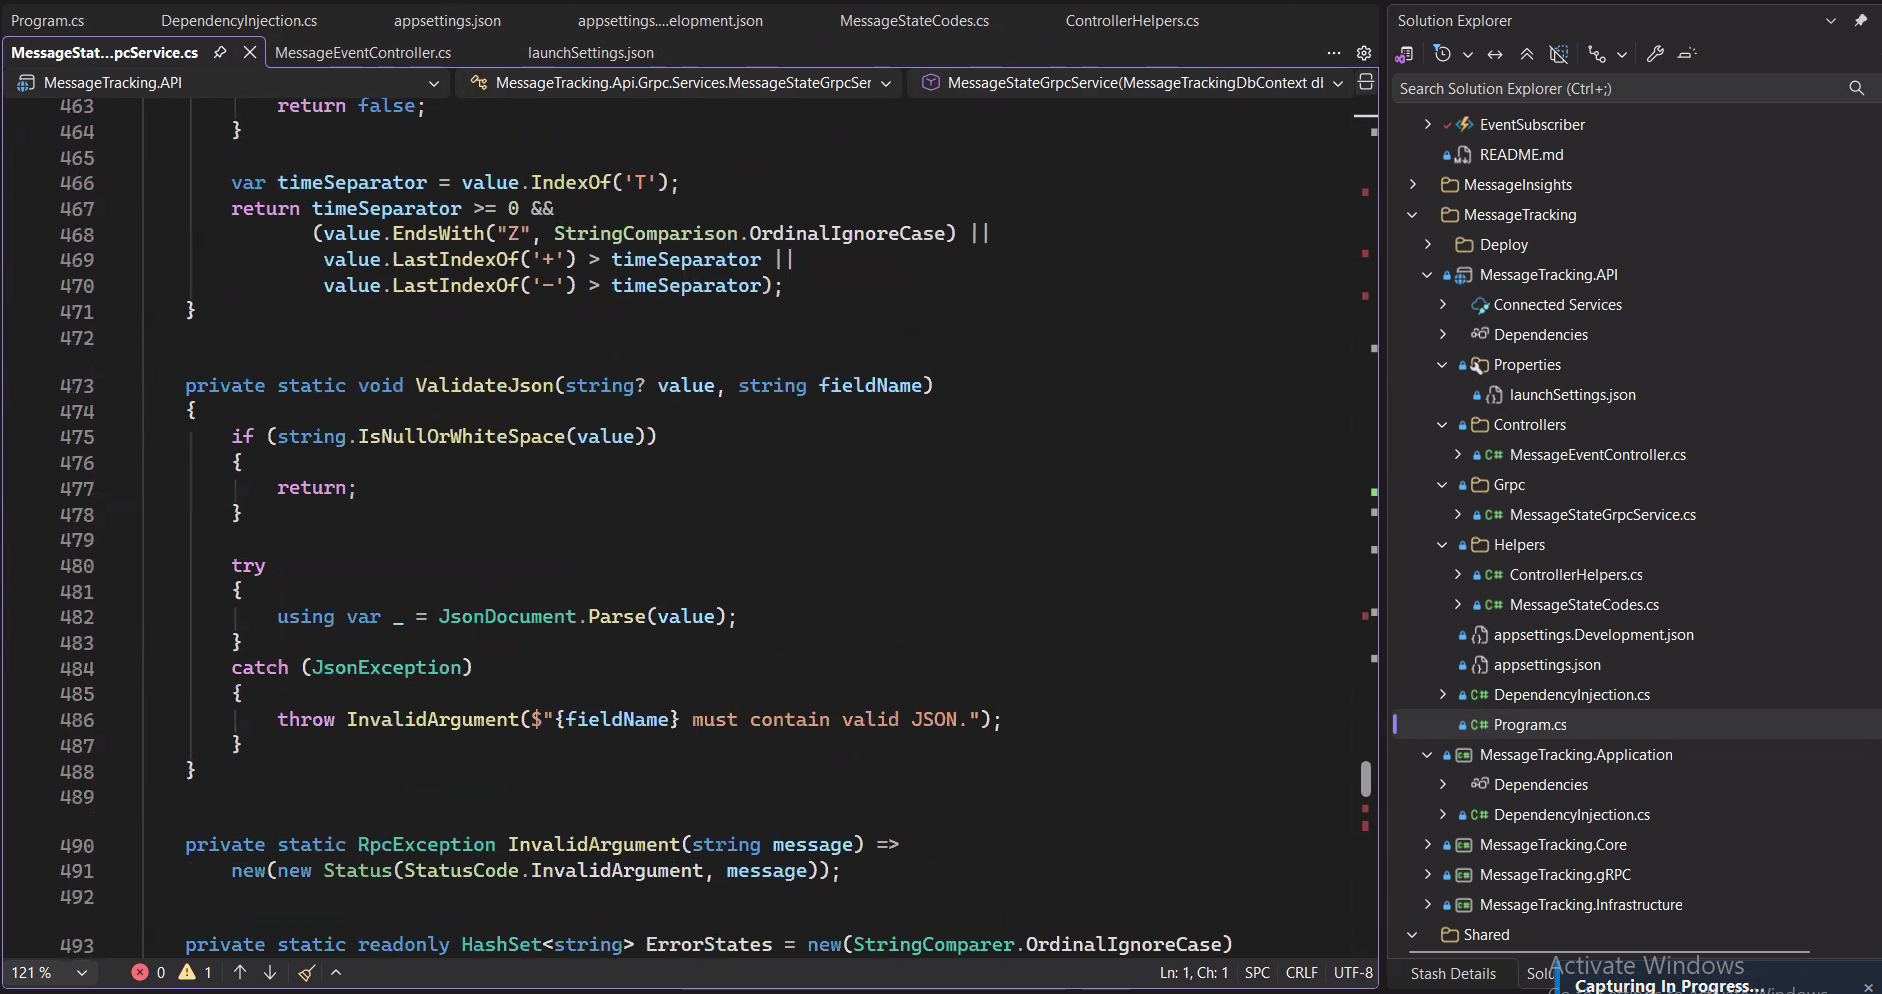 Program.cs DependencyInjection.cs appsettings.json appsettings....elopment.json MessageStateCodes.cs ControllerHelpers.cs
MessageStat...pcService.cs MessageEventController.cs launchSettings.json
MessageTracking.API MessageTracking.Api.Grpc.Services.MessageStateGrpcSer MessageStateGrpcService(MessageTrackingDbContext db
463 return false;
464 }
465
466 var timeSeparator = value.IndexOf('T');
467 return timeSeparator >= 0 &&
468 (value.EndsWith("Z", StringComparison.OrdinalIgnoreCase) ||
469 value.LastIndexOf('+') > timeSeparator ||
470 value.LastIndexOf('-') > timeSeparator);
471 }
472
473 private static void ValidateJson(string? value, string fieldName)
474 {
475 if (string.IsNullOrWhiteSpace(value))
476 {
477 return;
478 }
479
480 try
481 {
482 using var _ = JsonDocument.Parse(value);
483 }
484 catch (JsonException)
485 {
486 throw InvalidArgument($"{fieldName} must contain valid JSON.");
487 }
488 }
489
490 private static RpcException InvalidArgument(string message) =>
491 new(new Status(StatusCode.InvalidArgument, message));
492
493 private static readonly HashSet<string> ErrorStates = new(StringComparer.OrdinalIgnoreCase)
121 % 0 1 Ln: 1, Ch: 1 SPC CRLF UTF-8
Solution Explorer
Search Solution Explorer (Ctrl+;)
EventSubscriber
README.md
MessageInsights
MessageTracking
Deploy
MessageTracking.API
Connected Services
Dependencies
Properties
launchSettings.json
Controllers
C# MessageEventController.cs
Grpc
C# MessageStateGrpcService.cs
Helpers
C# ControllerHelpers.cs
C# MessageStateCodes.cs
appsettings.Development.json
appsettings.json
C# DependencyInjection.cs
C# Program.cs
C# MessageTracking.Application
Dependencies
C# DependencyInjection.cs
C# MessageTracking.Core
C# MessageTracking.gRPC
C# MessageTracking.Infrastructure
Shared
Stash Details Solu
Activate Windows
Capturing In Progress...